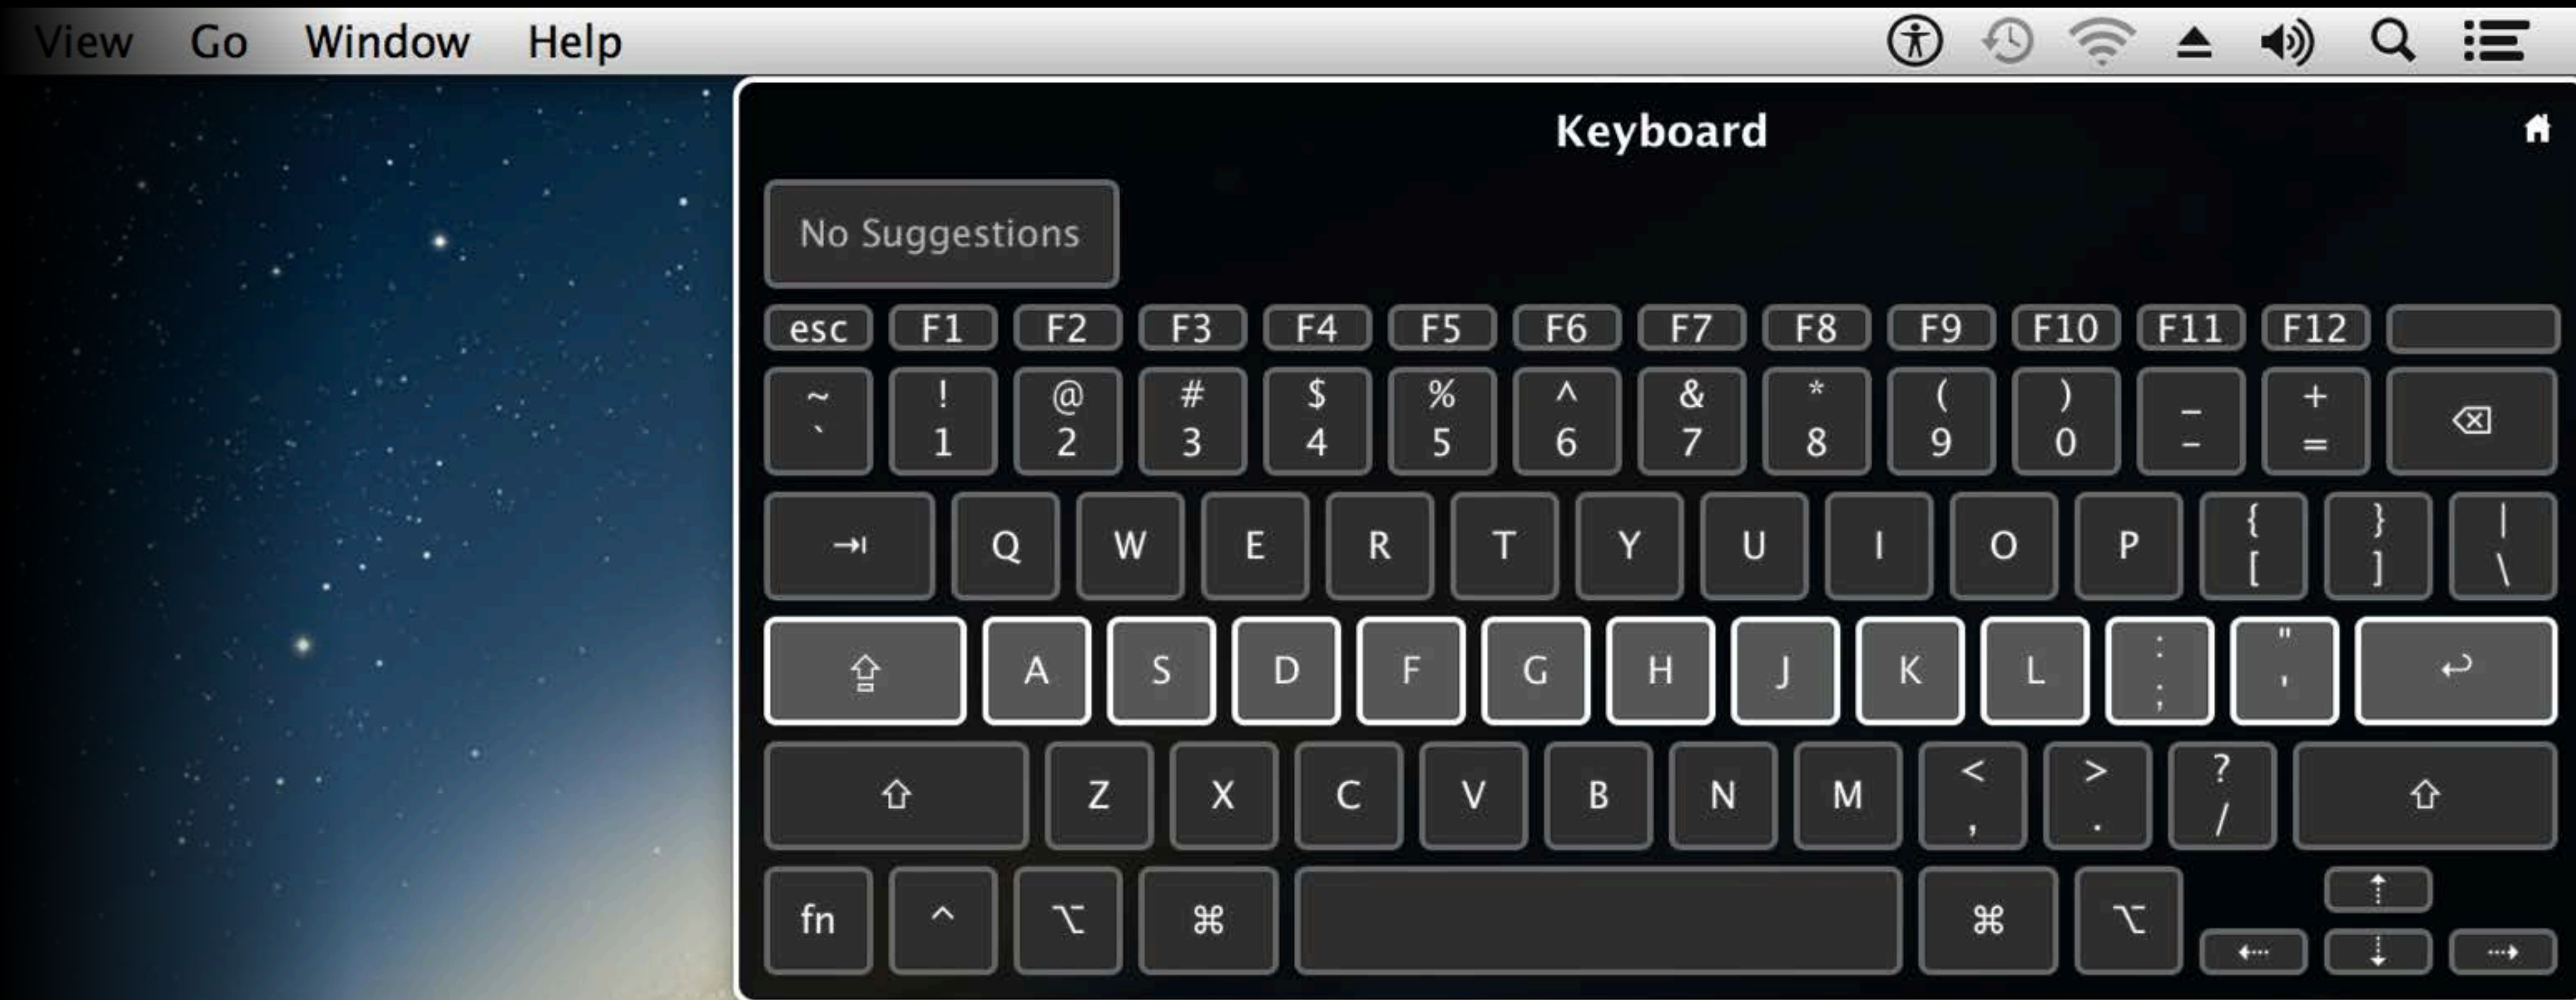 View Go Window Help
Keyboard
No Suggestions
esc F1 F2 F3 F4 F5 F6 F7 F8 F9 F10 F11 F12
~ ! @ # $ % ^ & * ( ) _ +
` 1 2 3 4 5 6 7 8 9 0 - =
Q W E R T Y U I O P { } |
[ ] \
A S D F G H J K L : "
; '
Z X C V B N M < > ?
, . /
fn ^ ⌥ ⌘ ⌘ ⌥